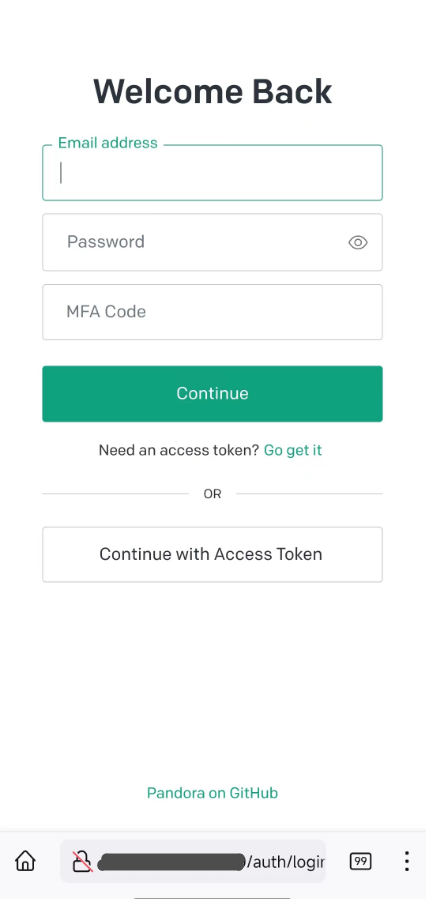 Welcome Back
Email address
Password
MFA Code
Continue
Need an access token? Go get it
OR
Continue with Access Token
Pandora on GitHub
/auth/login
99